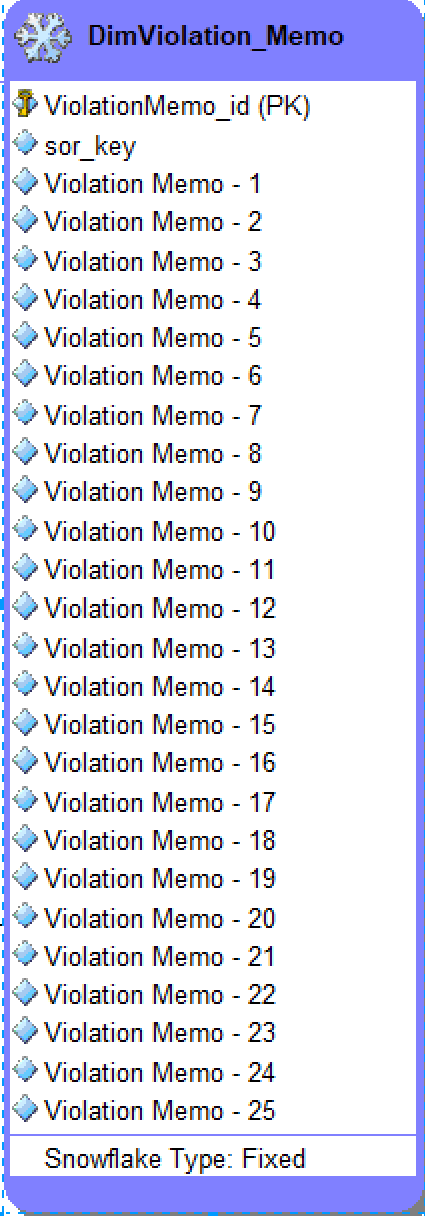 DimViolation_Memo
ViolationMemo_id (PK)
sor_key
Violation Memo - 1
Violation Memo - 2
Violation Memo - 3
Violation Memo - 4
Violation Memo - 5
Violation Memo - 6
Violation Memo - 7
Violation Memo - 8
Violation Memo - 9
Violation Memo - 10
Violation Memo - 11
Violation Memo - 12
Violation Memo - 13
Violation Memo - 14
Violation Memo - 15
Violation Memo - 16
Violation Memo - 17
Violation Memo - 18
Violation Memo - 19
Violation Memo - 20
Violation Memo - 21
Violation Memo - 22
Violation Memo - 23
Violation Memo - 24
Violation Memo - 25
Snowflake Type: Fixed